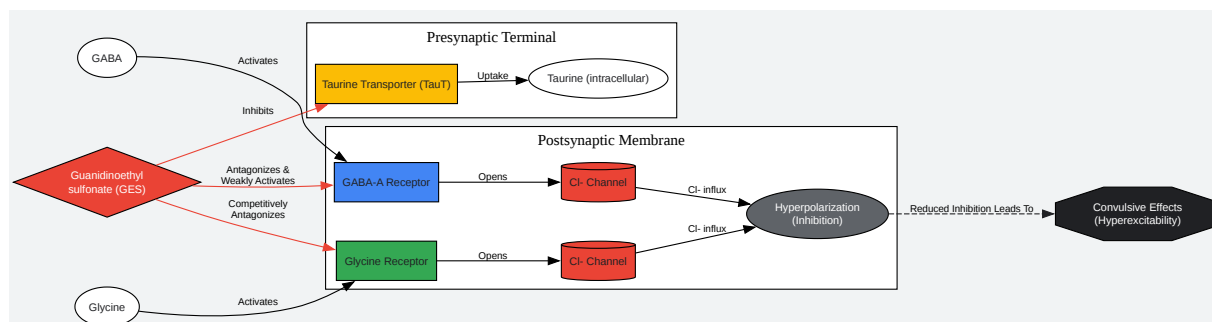 Presynaptic Terminal
GABA
Activates
Taurine Transporter (TauT)
Uptake
Taurine (intracellular)
Inhibits
Postsynaptic Membrane
Guanidinoethyl
sulfonate (GES)
Antagonizes &
Weakly Activates
GABA-A Receptor
Opens
Cl- Channel
Cl- influx
Competitively
Antagonizes
Hyperpolarization
(Inhibition)
Reduced Inhibition Leads To
Convulsive Effects
(Hyperexcitability)
Glycine Receptor
Opens
Cl- Channel
Cl- influx
Glycine
Activates